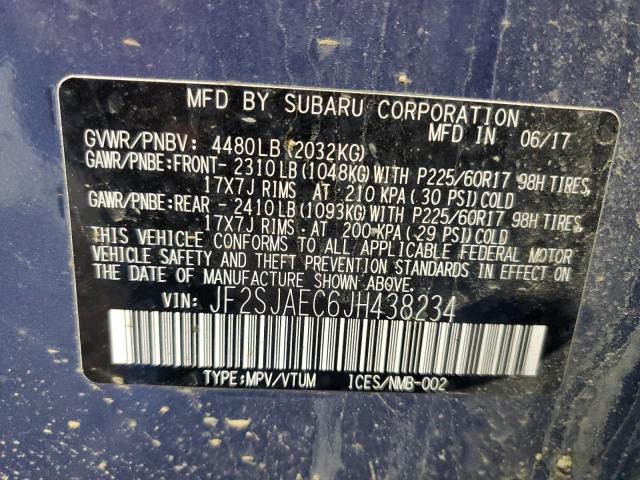 MFD BY SUBARU CORPORATION
MFD IN 06/17
GVWR/PNBV: 4480LB(2032KG)
GAWR/PNBE:FRONT- 2310LB(1048KG)WITH P225/60R17 98H TIRES,
17X7J RIMS AT 210 KPA(30 PSI)COLD
GAWR/PNBE:REAR - 2410LB(1093KG)WITH P225/60R17 98H TIRES,
17X7J RIMS AT 200 KPA(29 PSI)COLD
THIS VEHICLE CONFORMS TO ALL APPLICABLE FEDERAL MOTOR
VEHICLE SAFETY AND THEFT PREVENTION STANDARDS IN EFFECT ON
THE DATE OF MANUFACTURE SHOWN ABOVE.
VIN: JF2SJAEC6JH438234
TYPE:MPV/VTUM ICES/NMB-002